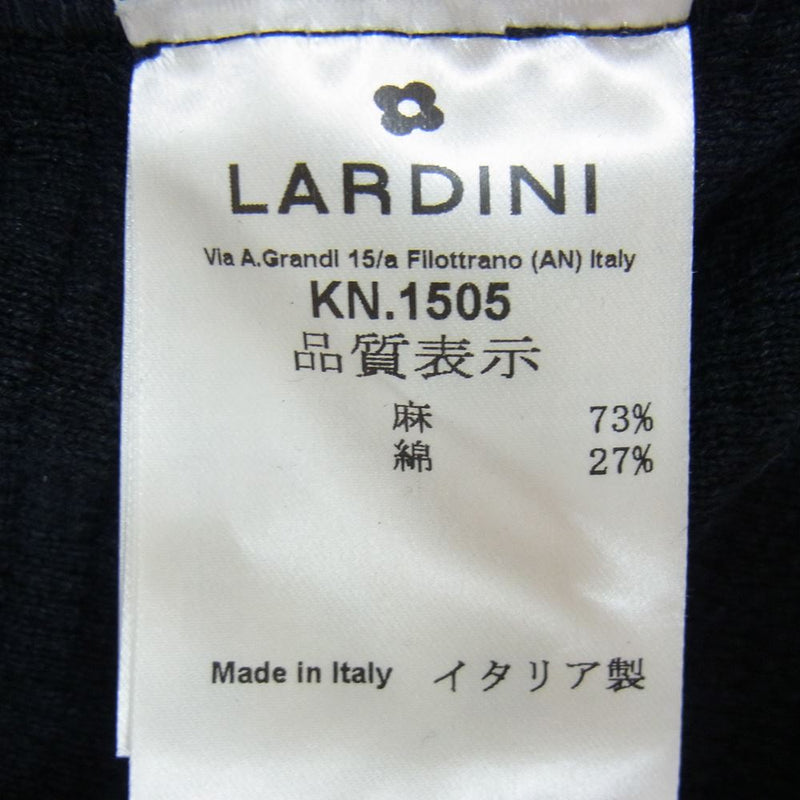 LARDINI
Via A.Grandi 15/a Filottrano (AN) Italy
KN.1505
品質表示
麻 73%
綿 27%
Made in Italy イタリア製